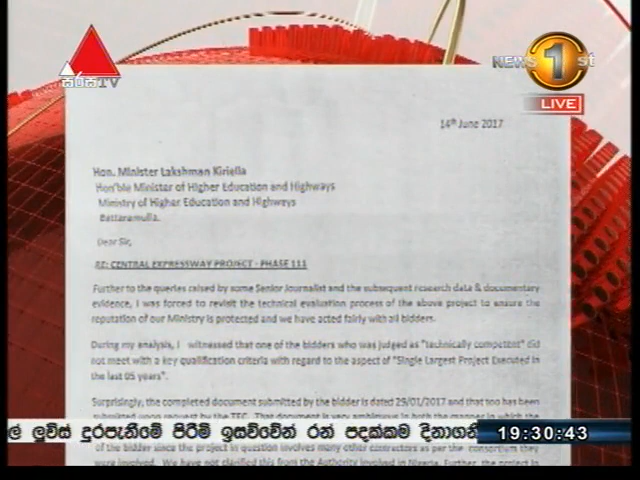 සිරස TV
NEWS 1st
LIVE
14th June 2017
Hon. Minister Lakshman Kiriella
Hon'ble Minister of Higher Education and Highways
Ministry of Higher Education and Highways
Battaramulla.
Dear Sir,
RE: CENTRAL EXPRESSWAY PROJECT - PHASE 111
Further to the queries raised by some Senior Journalist and the subsequent research data & documentary
evidence, I was forced to revisit the technical evaluation process of the above project to ensure the
reputation of our Ministry is protected and we have acted fairly with all bidders.
During my analysis, I witnessed that one of the bidders who was judged as "technically competent" did
not meet with a key qualification criteria with regard to the aspect of "Single Largest Project Executed in
the last 05 years".
Surprisingly, the completed document submitted by the bidder is dated 29/01/2017 and that too has been
submitted upon request by the TEC. That document is very ambiguous in both the manner in which the
ල් ලුවිස් දුරපැනීමේ පිරිමි ඉසව්වෙන් රන් පදක්කම දිනාගනී
19:30:43
of the bidder since the project in question involves many other contractors as per the consortium they
were involved. We have not clarified this from the Authority involved in Nigeria. Further, the project in